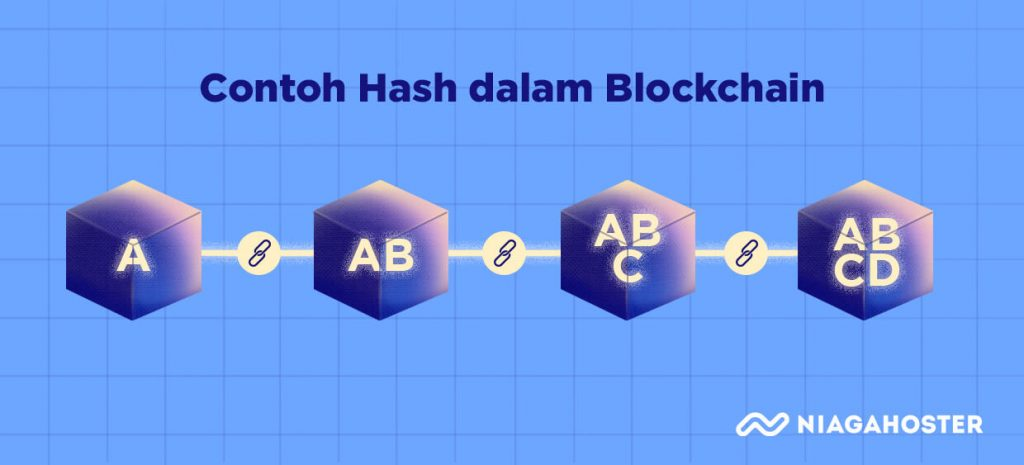 Contoh Hash dalam Blockchain
A
AB
AB
C
AB
CD
NIAGAHOSTER